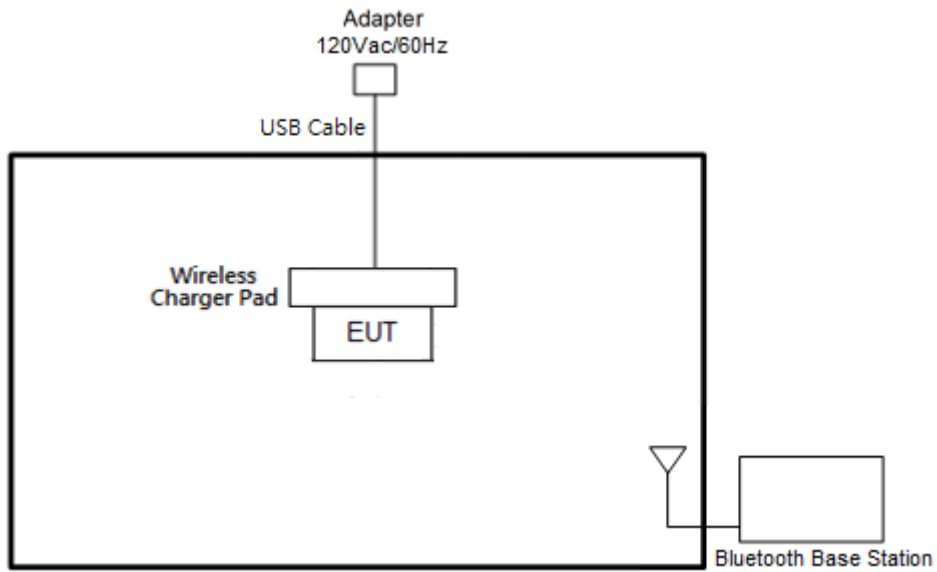 Adapter
120Vac/60Hz
USB Cable
Wireless
Charger Pad
EUT
Bluetooth Base Station